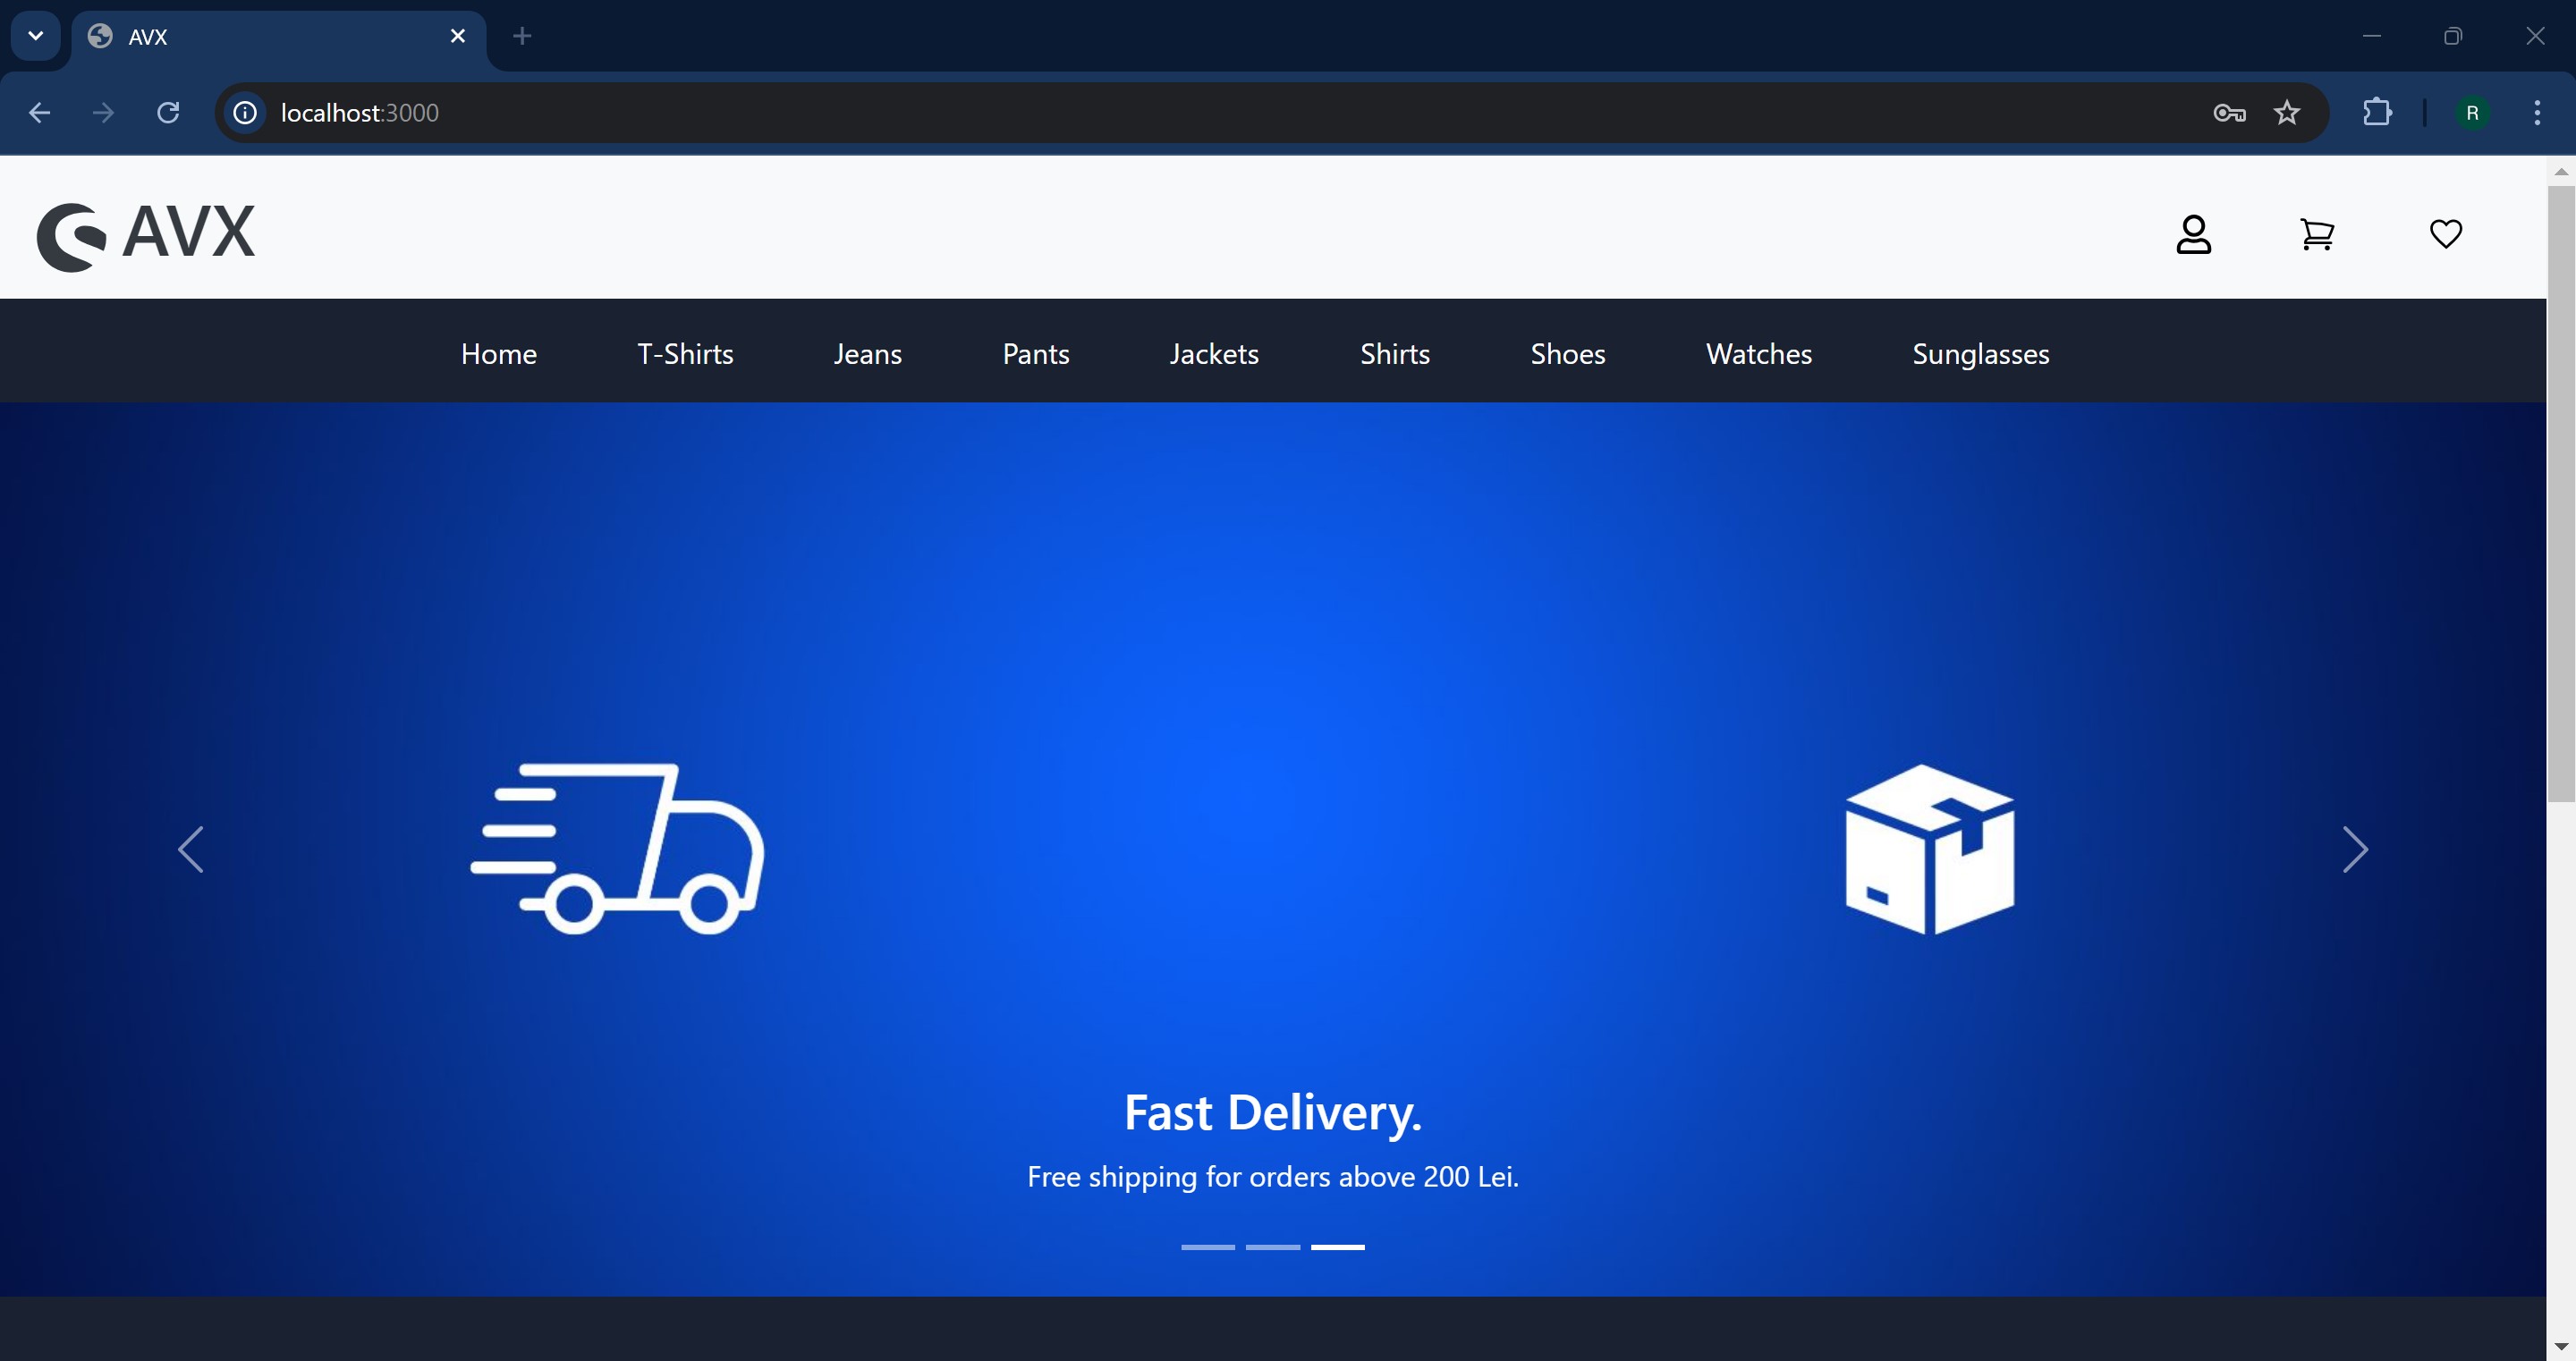 AVX
localhost:3000
R
AVX
Home T-Shirts Jeans Pants Jackets Shirts Shoes Watches Sunglasses
Fast Delivery.
Free shipping for orders above 200 Lei.